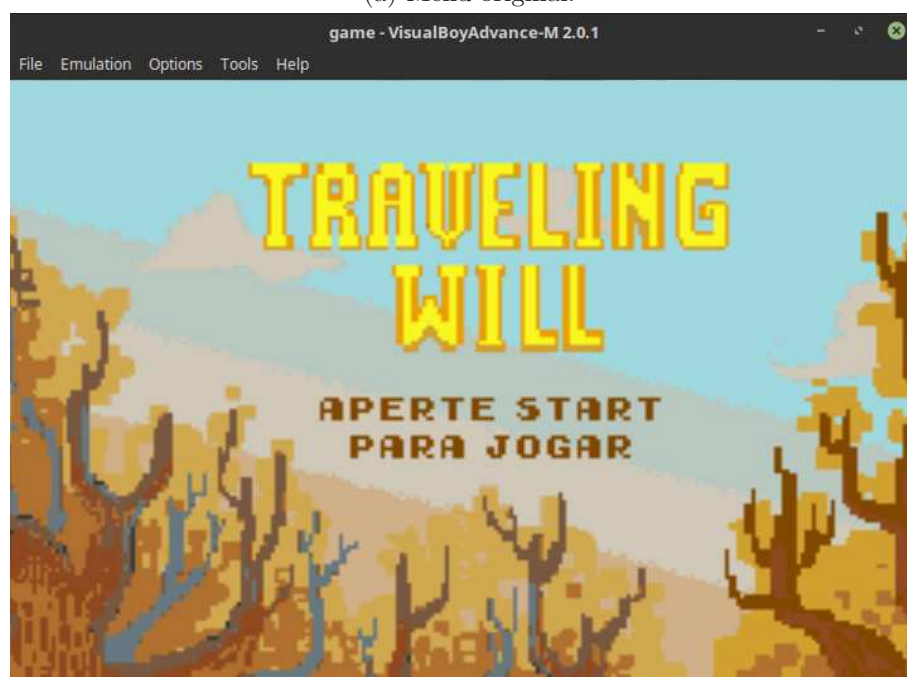 (a) Menu original.
game - VisualBoyAdvance-M 2.0.1
File Emulation Options Tools Help
TRAVELING
WILL
APERTE START
PARA JOGAR